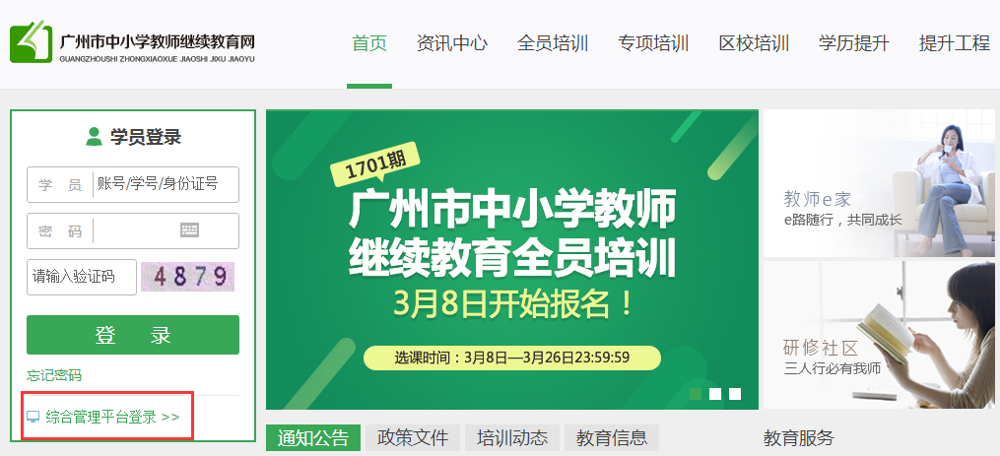 广州市中小学教师继续教育网
GUANGZHOUSHI ZHONGXIAOXUE JIAOSHI JIXU JIAOYU
首页 资讯中心 全员培训 专项培训 区校培训 学历提升 提升工程
学员登录
学 员 账号/学号/身份证号
密 码
请输入验证码 4879
登 录
忘记密码
综合管理平台登录 >>
1701期
广州市中小学教师
继续教育全员培训
3月8日开始报名！
选课时间：3月8日—3月26日23:59:59
教师e家
e路随行，共同成长
研修社区
三人行必有我师
通知公告 政策文件 培训动态 教育信息 教育服务